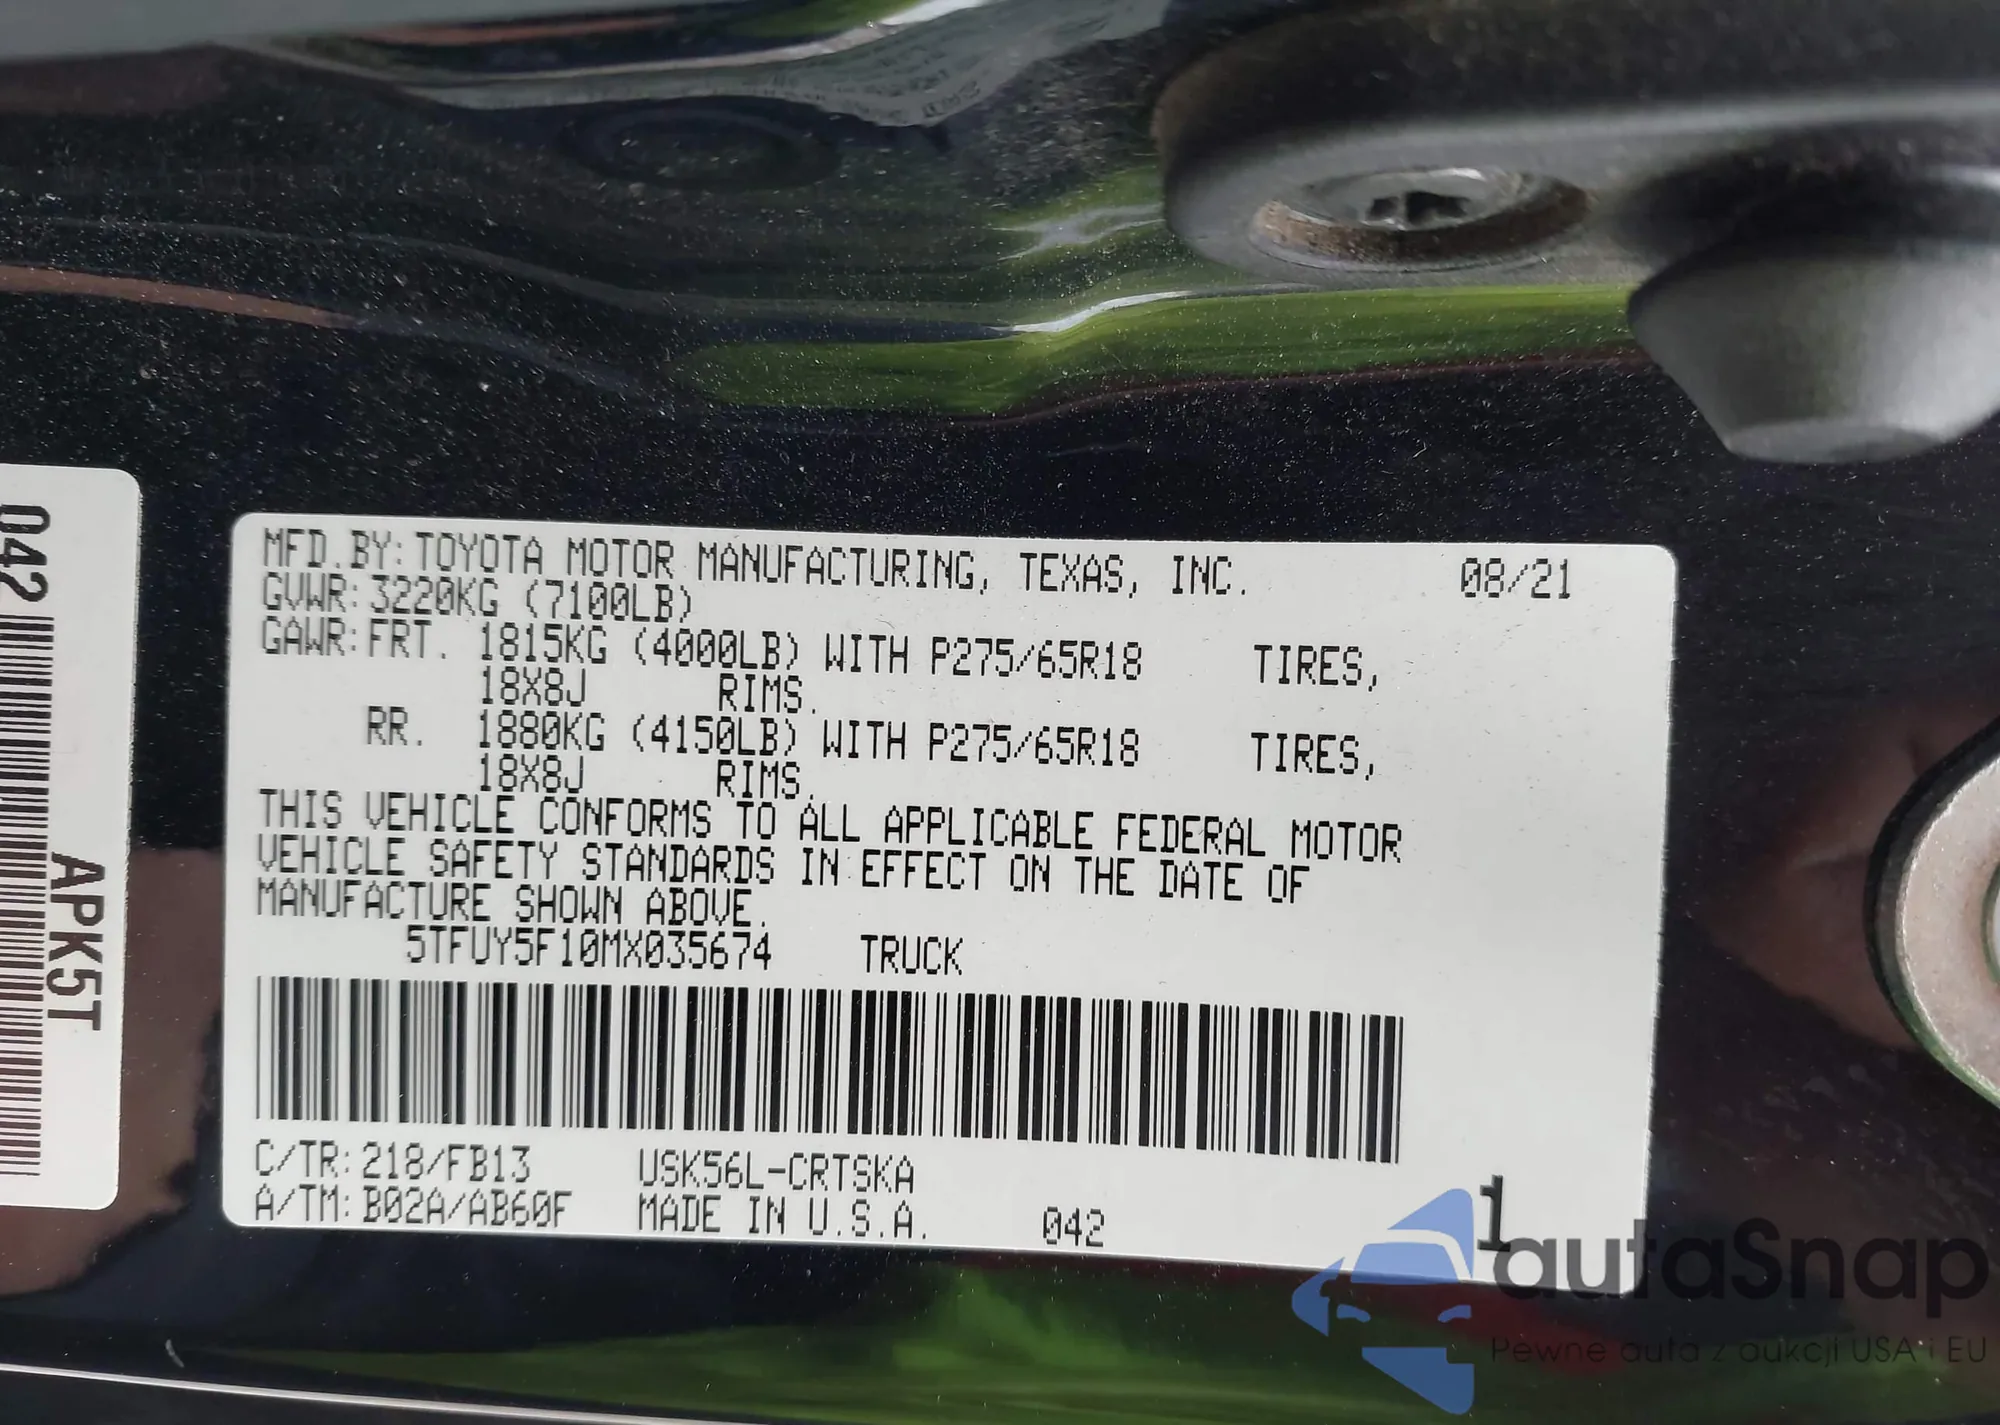 042
APK5T
MFD.BY:TOYOTA MOTOR MANUFACTURING, TEXAS, INC. 08/21
GVWR:3220KG (7100LB)
GAWR:FRT. 1815KG (4000LB) WITH P275/65R18 TIRES,
18X8J RIMS.
RR. 1880KG (4150LB) WITH P275/65R18 TIRES,
18X8J RIMS.
THIS VEHICLE CONFORMS TO ALL APPLICABLE FEDERAL MOTOR
VEHICLE SAFETY STANDARDS IN EFFECT ON THE DATE OF
MANUFACTURE SHOWN ABOVE.
5TFUY5F10MX035674 TRUCK
C/TR:218/FB13 USK56L-CRTSKA
A/TM:B02A/AB60F MADE IN U.S.A. 042 1
autaSnap
Pewne auta z aukcji USA i EU